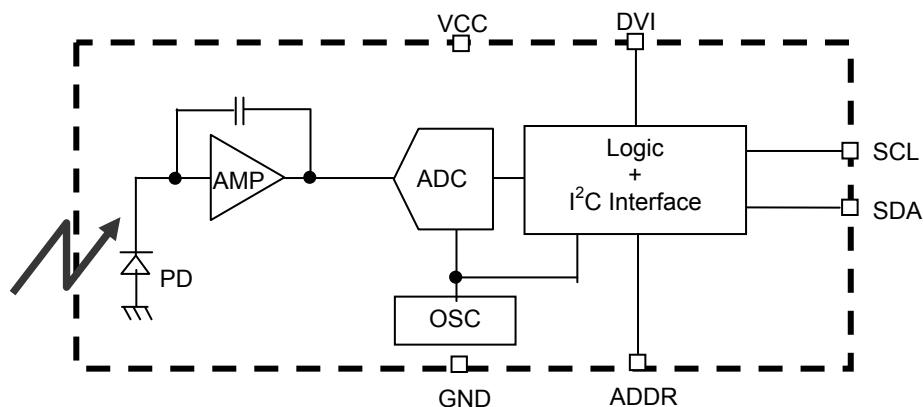 VCC
DVI
AMP
ADC
Logic
+
I²C Interface
SCL
SDA
PD
OSC
GND
ADDR